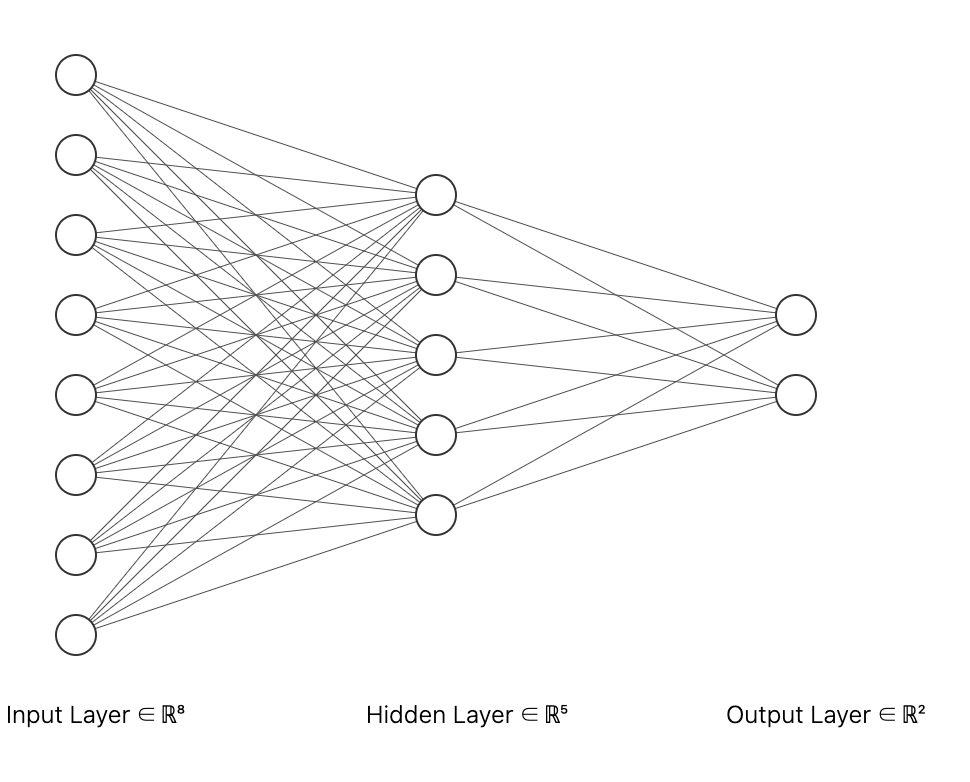 Input Layer ∈ ℝ⁸
Hidden Layer ∈ ℝ⁵
Output Layer ∈ ℝ²